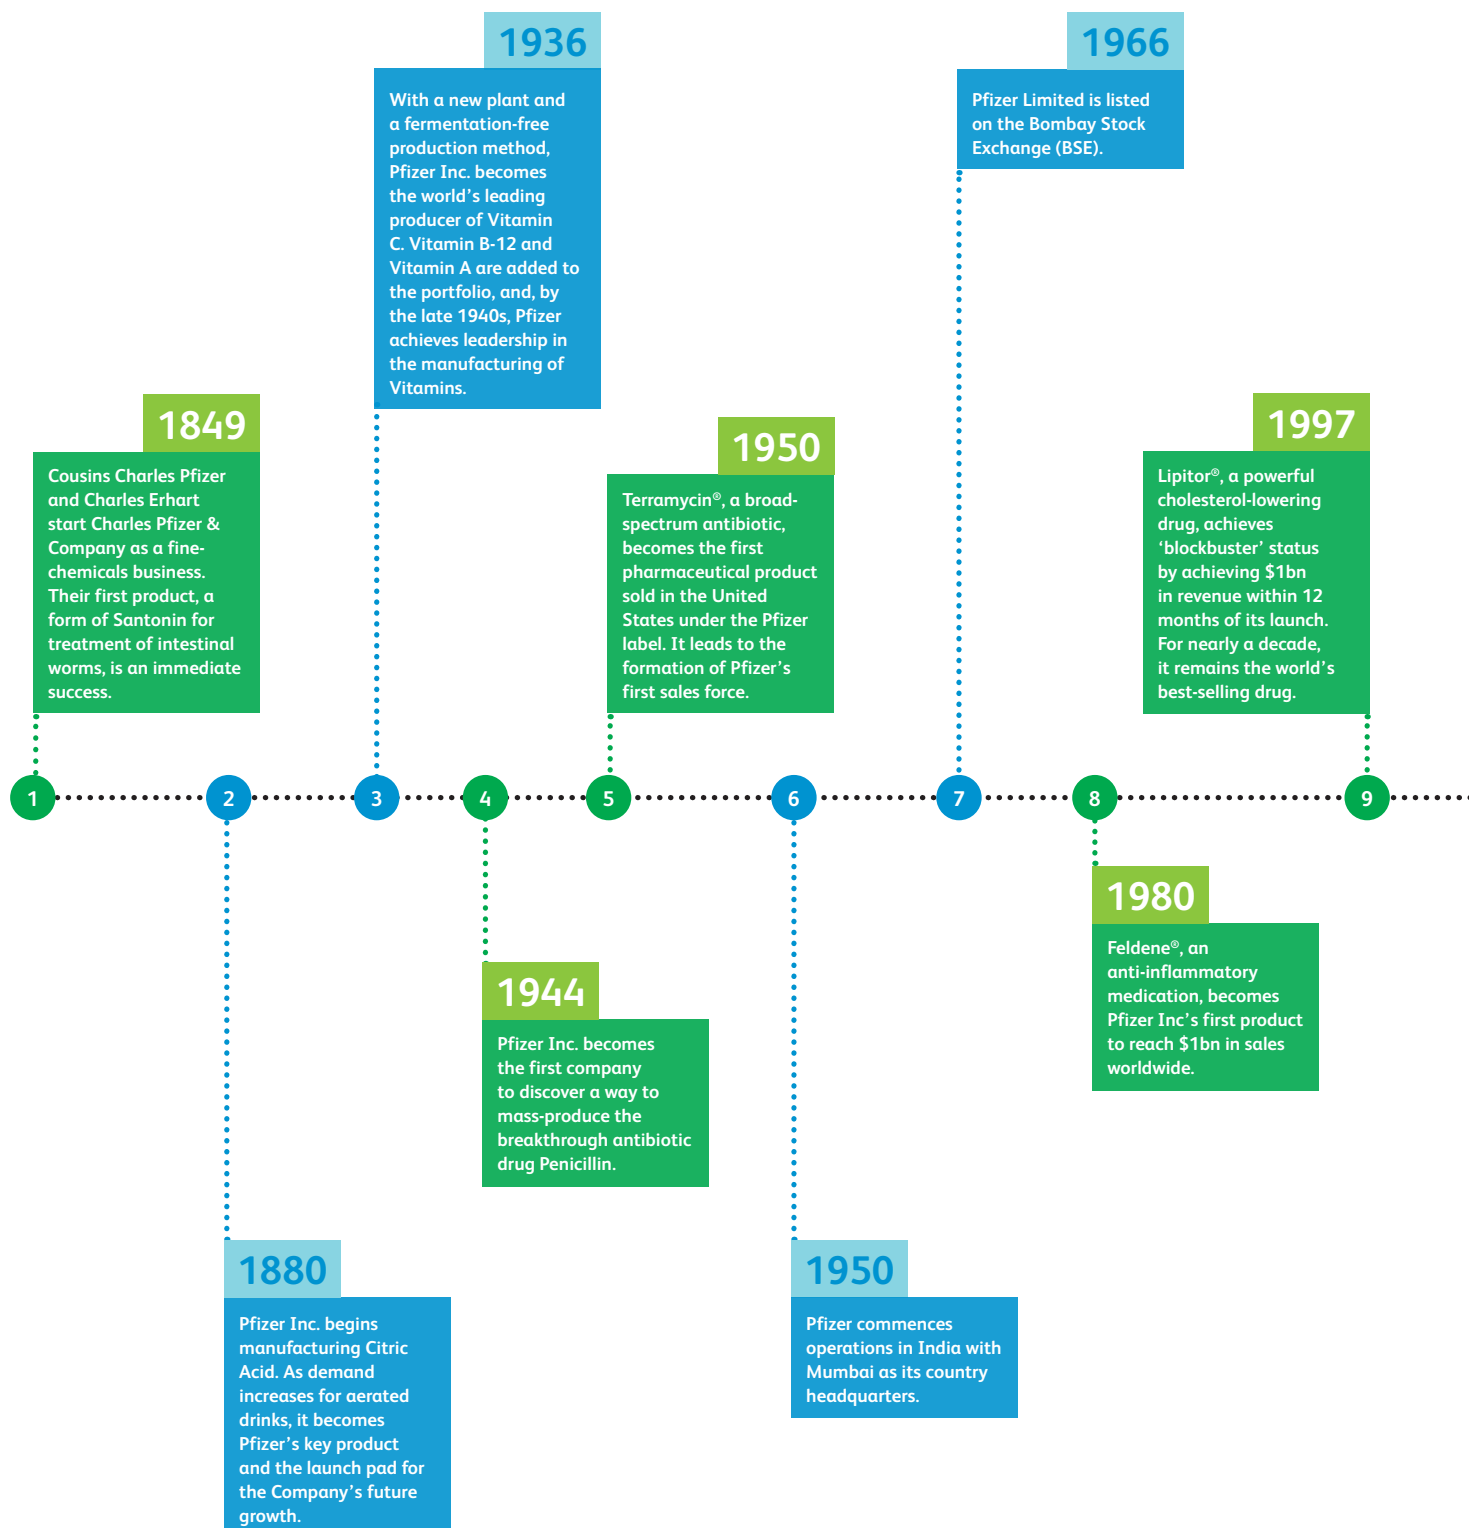 1849
Cousins Charles Pfizer
and Charles Erhart
start Charles Pfizer &
Company as a fine-
chemicals business.
Their first product, a
form of Santonin for
treatment of intestinal
worms, is an immediate
success.
1936
With a new plant and
a fermentation-free
production method,
Pfizer Inc. becomes
the world's leading
producer of Vitamin
C. Vitamin B-12 and
Vitamin A are added to
the portfolio, and, by
the late 1940s, Pfizer
achieves leadership in
the manufacturing of
Vitamins.
1950
Terramycin®, a broad-
spectrum antibiotic,
becomes the first
pharmaceutical product
sold in the United
States under the Pfizer
label. It leads to the
formation of Pfizer's
first sales force.
1966
Pfizer Limited is listed
on the Bombay Stock
Exchange (BSE).
1997
Lipitor®, a powerful
cholesterol-lowering
drug, achieves
‘blockbuster’ status
by achieving $1bn
in revenue within 12
months of its launch.
For nearly a decade,
it remains the world's
best-selling drug.
1 2 3 4 5 6 7 8 9
1880
Pfizer Inc. begins
manufacturing Citric
Acid. As demand
increases for aerated
drinks, it becomes
Pfizer's key product
and the launch pad for
the Company's future
growth.
1944
Pfizer Inc. becomes
the first company
to discover a way to
mass-produce the
breakthrough antibiotic
drug Penicillin.
1950
Pfizer commences
operations in India with
Mumbai as its country
headquarters.
1980
Feldene®, an
anti-inflammatory
medication, becomes
Pfizer Inc's first product
to reach $1bn in sales
worldwide.